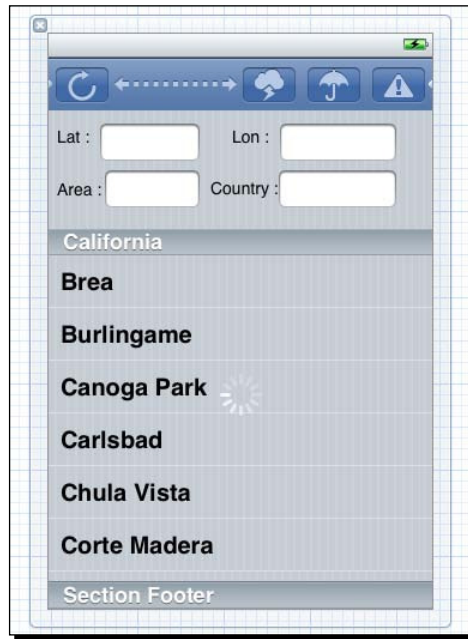 Lat :
Lon :
Area :
Country :
California
Brea
Burlingame
Canoga Park
Carlsbad
Chula Vista
Corte Madera
Section Footer